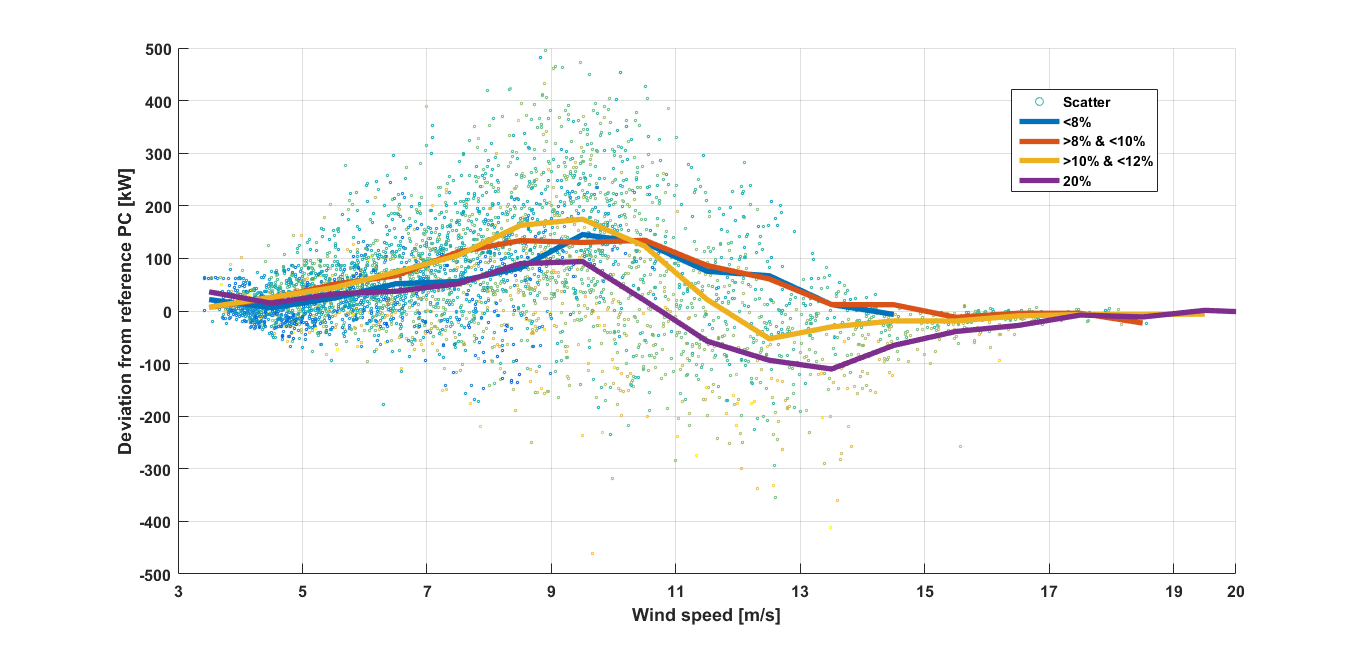 500
400
300
200
100
0
-100
-200
-300
-400
-500
Deviation from reference PC [kW]
Scatter
<8%
>8% & <10%
>10% & <12%
20%
3 5 7 9 11 13 15 17 19 20
Wind speed [m/s]